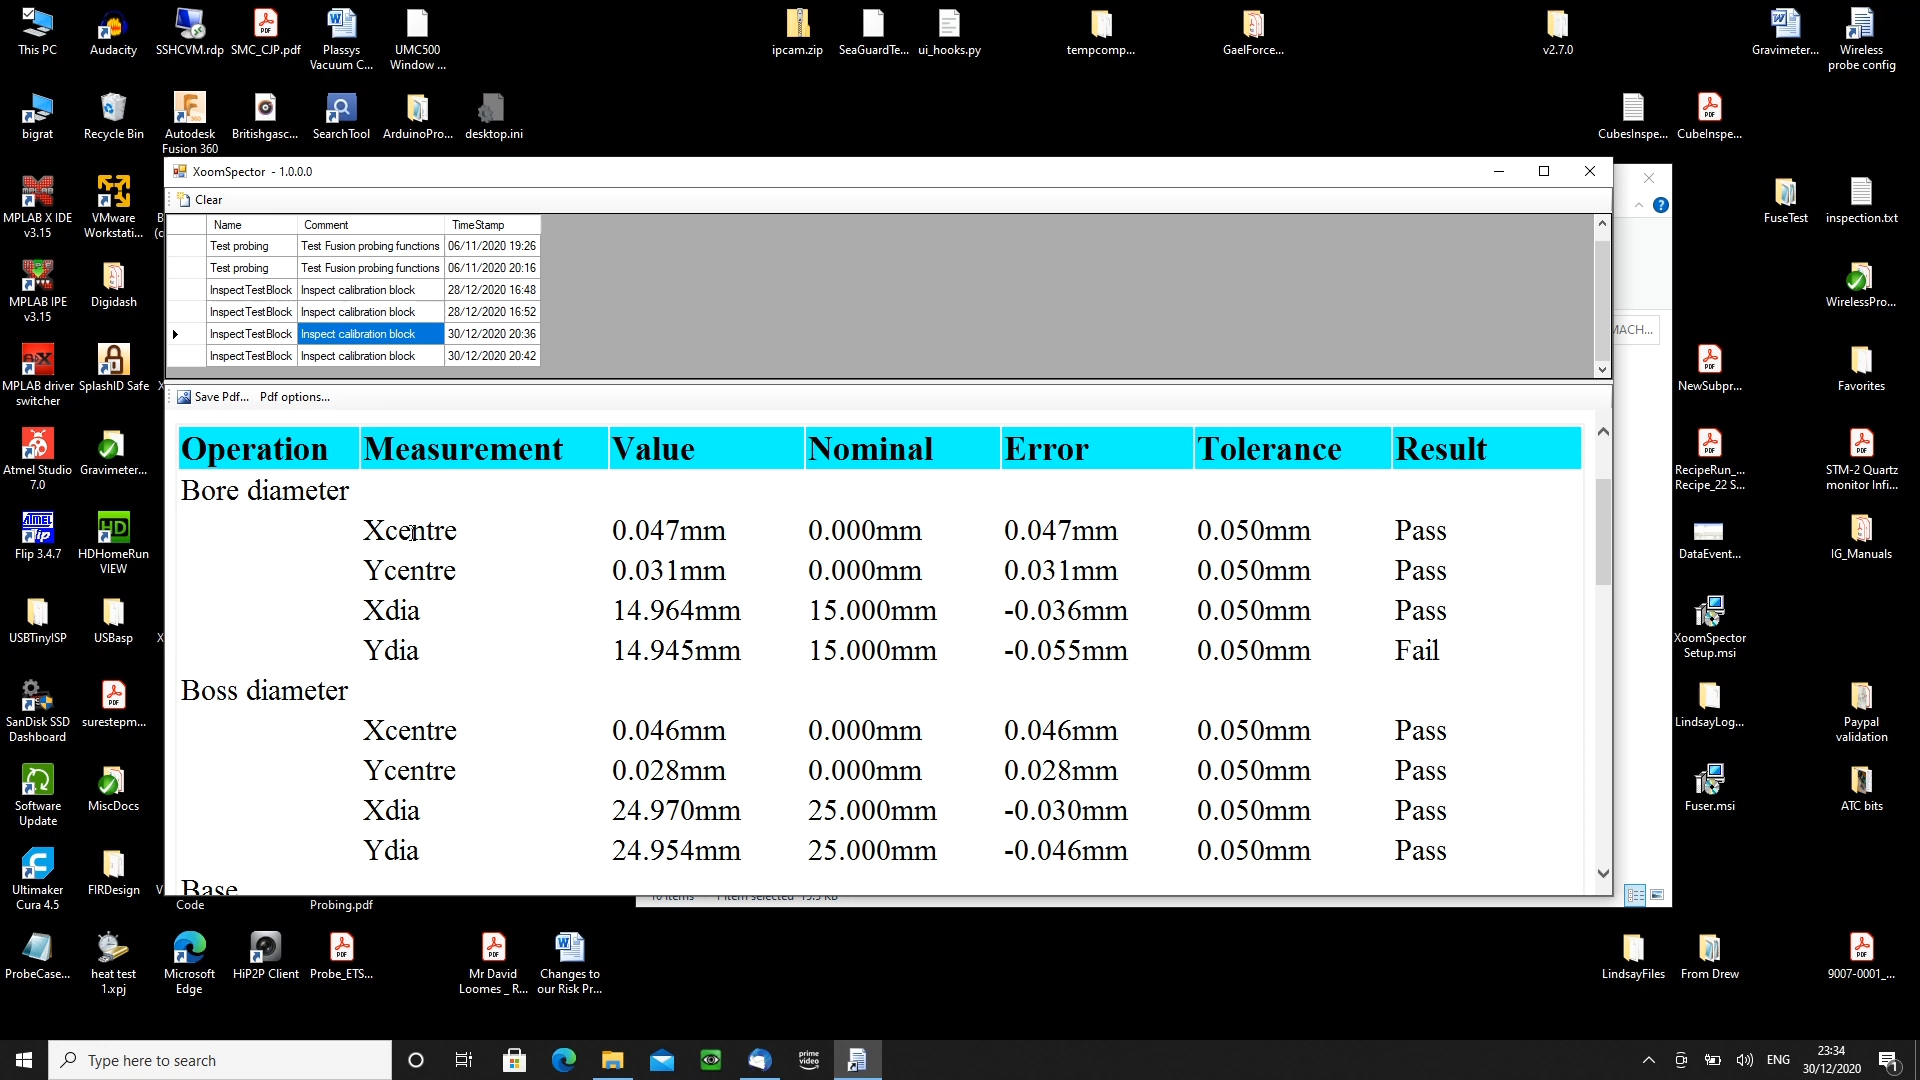 This PC
Audacity
SSHCVM.rdp
SMC_CJP.pdf
Plassys
Vacuum C...
UMC500
Window ...
ipcam.zip
SeaGuardTe...
ui_hooks.py
tempcomp...
GaelForce...
v2.7.0
Gravimeter...
Wireless
probe config
bigrat
Recycle Bin
Autodesk
Fusion 360
Britishgasc...
SearchTool
ArduinoPro...
desktop.ini
CubesInspe...
CubeInspe...
XoomSpector - 1.0.0.0
Clear
Name Comment TimeStamp
Test probing Test Fusion probing functions 06/11/2020 19:26
Test probing Test Fusion probing functions 06/11/2020 20:16
InspectTestBlock Inspect calibration block 28/12/2020 16:48
InspectTestBlock Inspect calibration block 28/12/2020 16:52
InspectTestBlock Inspect calibration block 30/12/2020 20:36
InspectTestBlock Inspect calibration block 30/12/2020 20:42
Save Pdf... Pdf options...
Operation Measurement Value Nominal Error Tolerance Result
Bore diameter
Xcentre 0.047mm 0.000mm 0.047mm 0.050mm Pass
Ycentre 0.031mm 0.000mm 0.031mm 0.050mm Pass
Xdia 14.964mm 15.000mm -0.036mm 0.050mm Pass
Ydia 14.945mm 15.000mm -0.055mm 0.050mm Fail
Boss diameter
Xcentre 0.046mm 0.000mm 0.046mm 0.050mm Pass
Ycentre 0.028mm 0.000mm 0.028mm 0.050mm Pass
Xdia 24.970mm 25.000mm -0.030mm 0.050mm Pass
Ydia 24.954mm 25.000mm -0.046mm 0.050mm Pass
Base
MPLAB X IDE
v3.15
VMware
Workstati...
MPLAB IPE
v3.15
Digidash
MPLAB driver
switcher
SplashID Safe
Atmel Studio
7.0
Gravimeter...
Flip 3.4.7
HDHomeRun
VIEW
USBTinyISP
USBasp
SanDisk SSD
Dashboard
surestepm...
Software
Update
MiscDocs
Ultimaker
Cura 4.5
FIRDesign
Code
Probing.pdf
MACH...
FuseTest
inspection.txt
WirelessPro...
NewSubpr...
Favorites
RecipeRun_...
Recipe_22 S...
STM-2 Quartz
monitor Infi...
DataEvent...
IG_Manuals
XoomSpector
Setup.msi
LindsayLog...
Paypal
validation
Fuser.msi
ATC bits
ProbeCase...
heat test
1.xpj
Microsoft
Edge
HiP2P Client
Probe_ETS...
Mr David
Loomes _ R...
Changes to
our Risk Pr...
LindsayFiles
From Drew
9007-0001_...
Type here to search
prime
video
ENG
23:34
30/12/2020
1